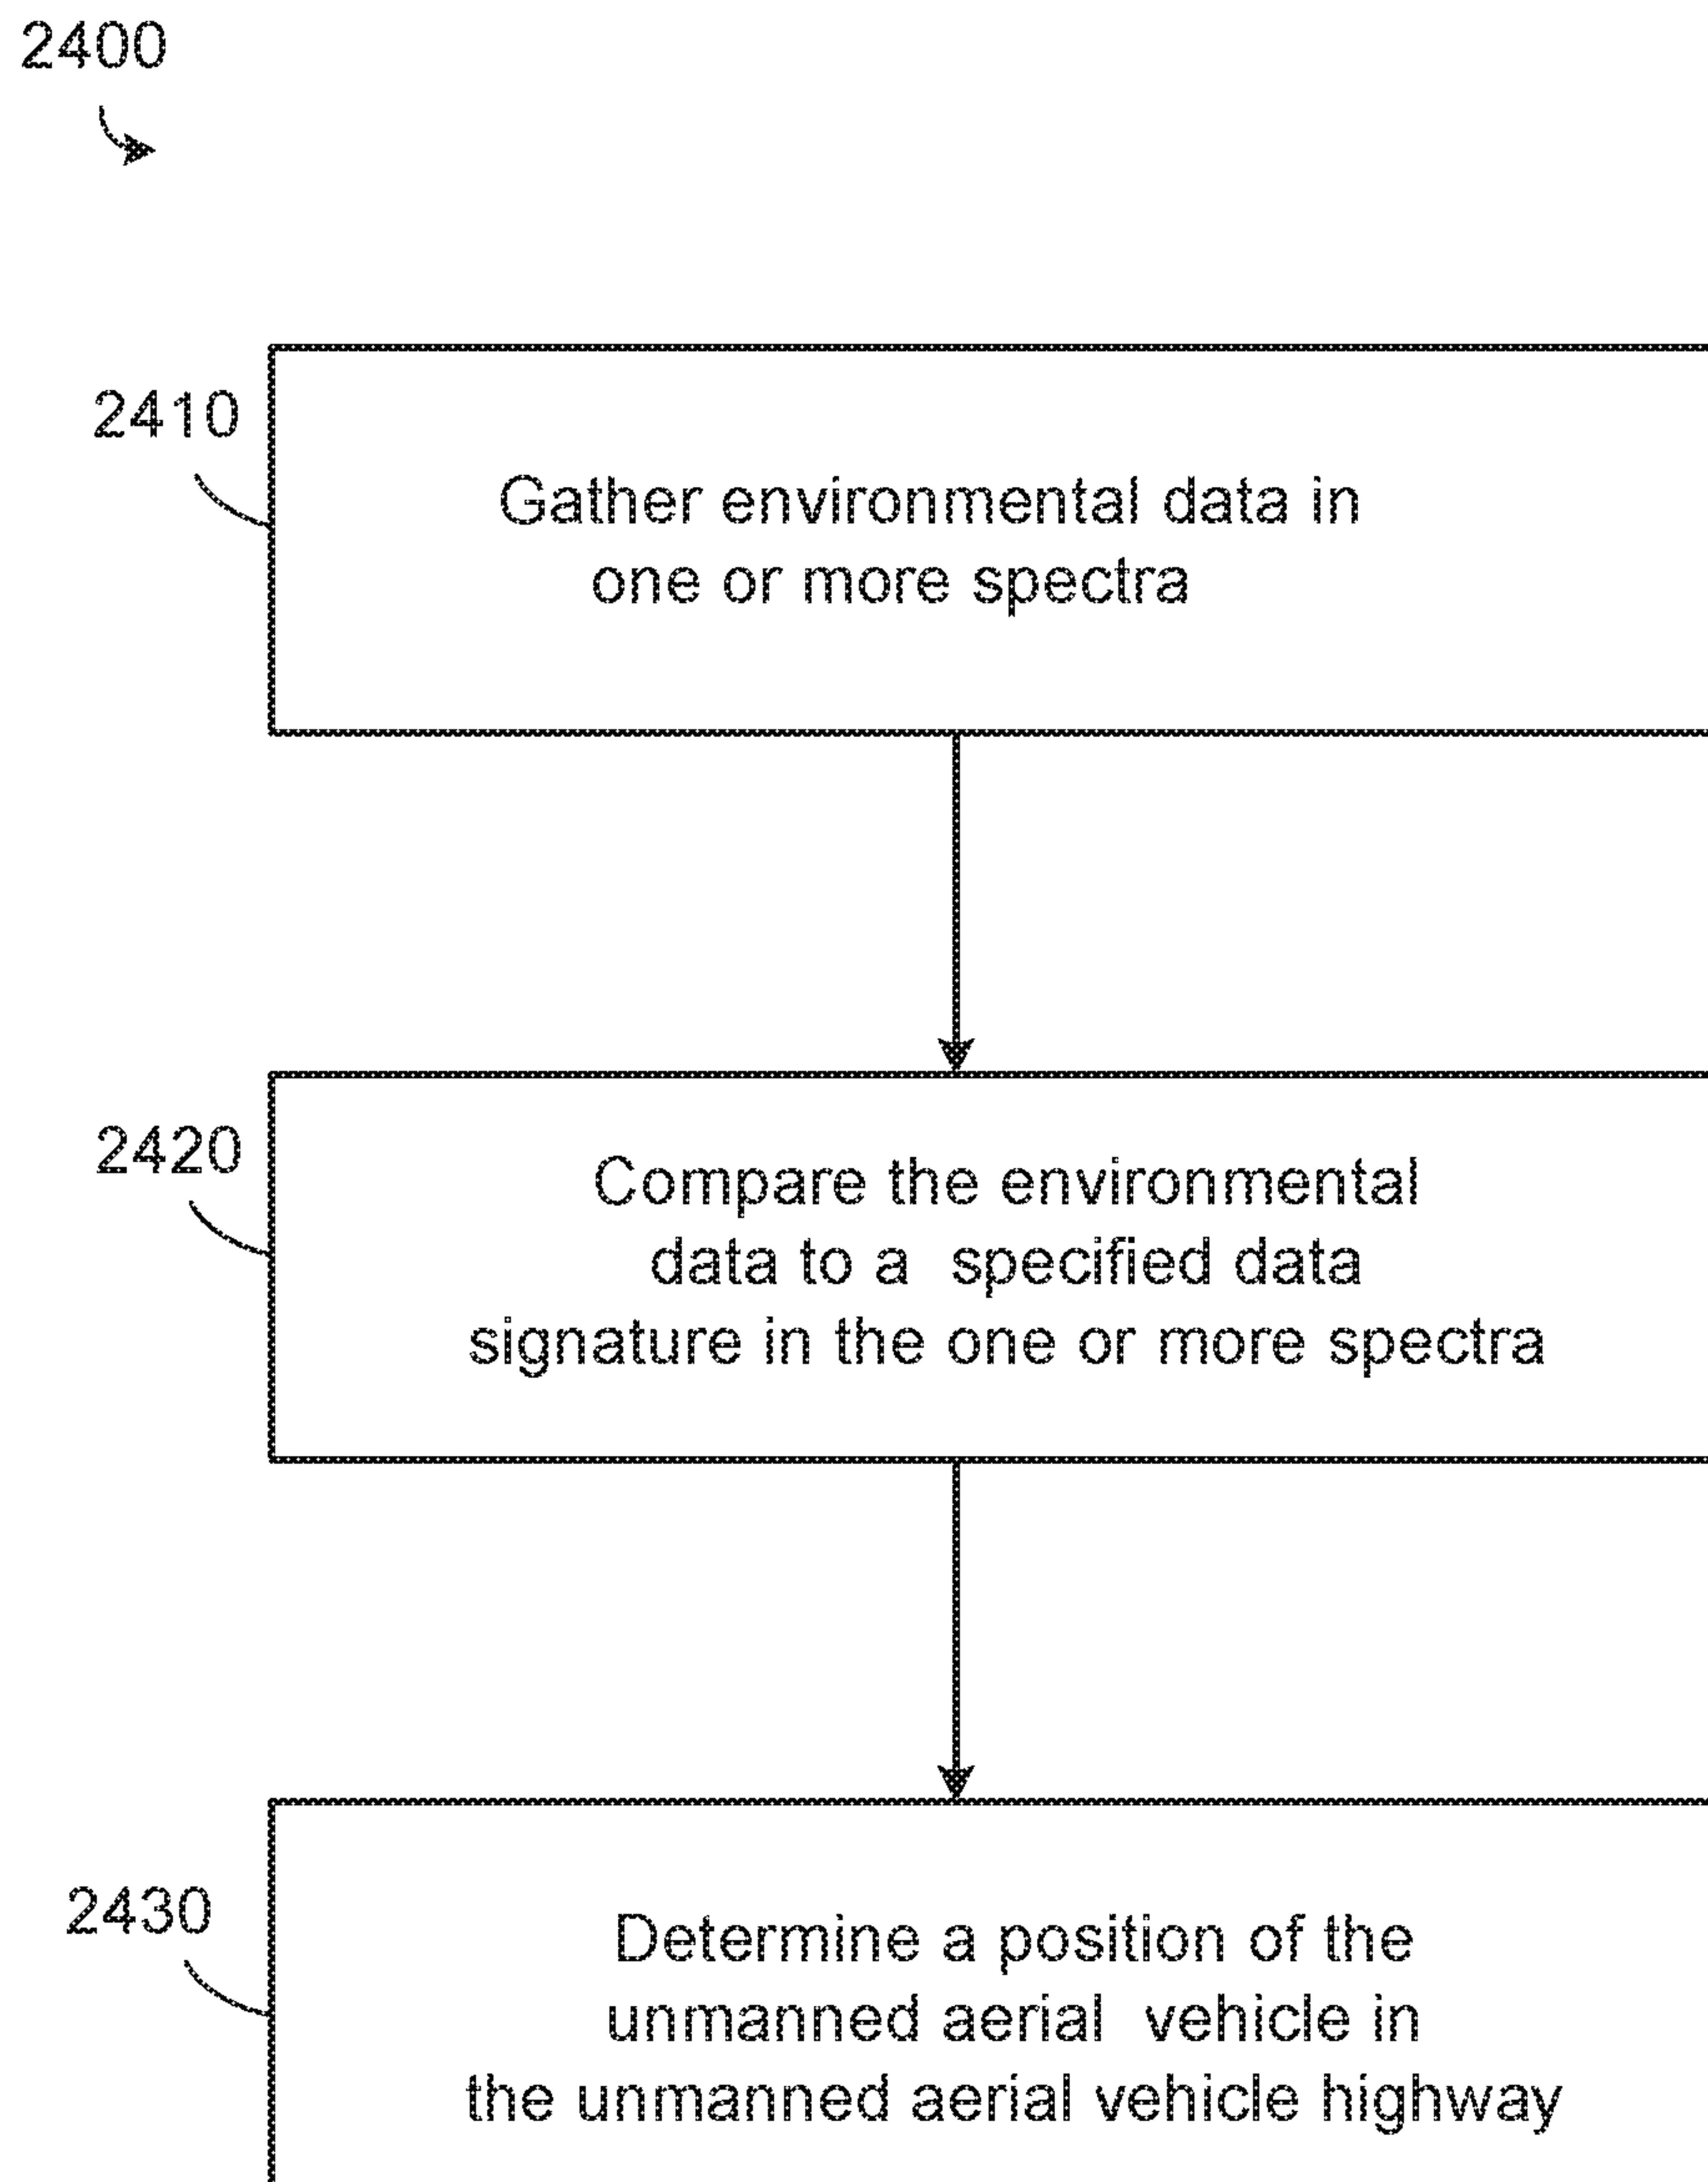 2400
2410
Gather environmental data in
one or more spectra
2420
Compare the environmental
data to a specified data
signature in the one or more spectra
2430
Determine a position of the
unmanned aerial vehicle in
the unmanned aerial vehicle highway